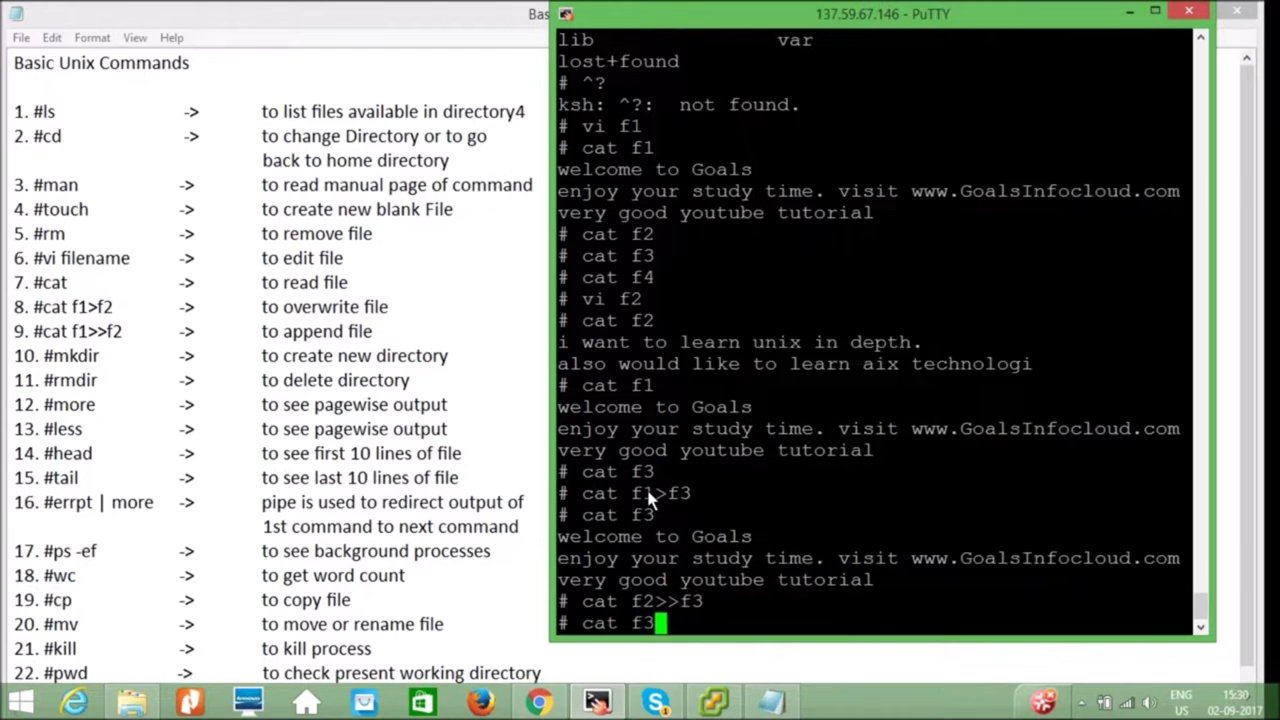 Bas
File Edit Format View Help
Basic Unix Commands
1. #ls -> to list files available in directory4
2. #cd -> to change Directory or to go
back to home directory
3. #man -> to read manual page of command
4. #touch -> to create new blank File
5. #rm -> to remove file
6. #vi filename -> to edit file
7. #cat -> to read file
8. #cat f1>f2 -> to overwrite file
9. #cat f1>>f2 -> to append file
10. #mkdir -> to create new directory
11. #rmdir -> to delete directory
12. #more -> to see pagewise output
13. #less -> to see pagewise output
14. #head -> to see first 10 lines of file
15. #tail -> to see last 10 lines of file
16. #errpt | more -> pipe is used to redirect output of
1st command to next command
17. #ps -ef -> to see background processes
18. #wc -> to get word count
19. #cp -> to copy file
20. #mv -> to move or rename file
21. #kill -> to kill process
22. #pwd -> to check present working directory
137.59.67.146 - PuTTY
lib var
lost+found
# ^?
ksh: ^?: not found.
# vi f1
# cat f1
welcome to Goals
enjoy your study time. visit www.GoalsInfocloud.com
very good youtube tutorial
# cat f2
# cat f3
# cat f4
# vi f2
# cat f2
i want to learn unix in depth.
also would like to learn aix technologi
# cat f1
welcome to Goals
enjoy your study time. visit www.GoalsInfocloud.com
very good youtube tutorial
# cat f3
# cat f1>f3
# cat f3
welcome to Goals
enjoy your study time. visit www.GoalsInfocloud.com
very good youtube tutorial
# cat f2>>f3
# cat f3
ENG 15:30
US 02-09-2017